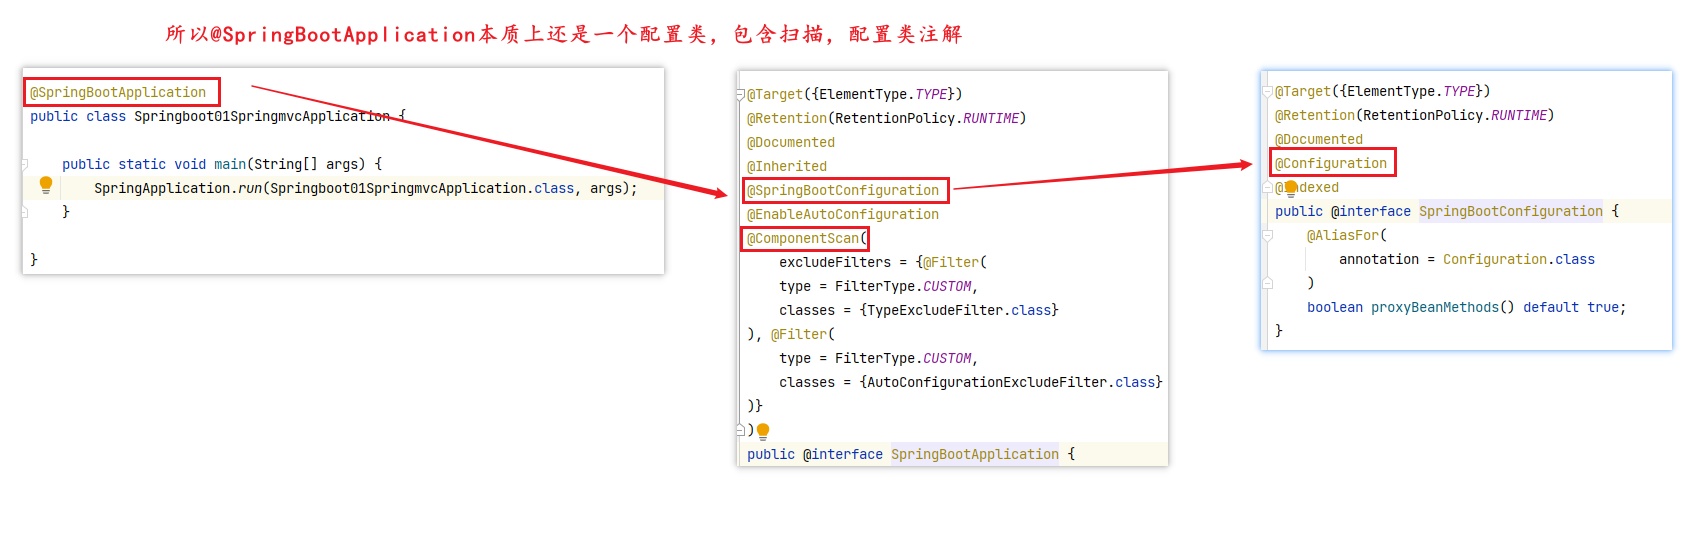 所以@SpringBootApplication本质上还是一个配置类，包含扫描，配置类注解
@SpringBootApplication
public class Springboot01SpringmvcApplication {
public static void main(String[] args) {
SpringApplication.run(Springboot01SpringmvcApplication.class, args);
}
}
@Target({ElementType.TYPE})
@Retention(RetentionPolicy.RUNTIME)
@Documented
@Inherited
@SpringBootConfiguration
@EnableAutoConfiguration
@ComponentScan(
excludeFilters = {@Filter(
type = FilterType.CUSTOM,
classes = {TypeExcludeFilter.class}
), @Filter(
type = FilterType.CUSTOM,
classes = {AutoConfigurationExcludeFilter.class}
)}
)
public @interface SpringBootApplication {
@Target({ElementType.TYPE})
@Retention(RetentionPolicy.RUNTIME)
@Documented
@Configuration
@Indexed
public @interface SpringBootConfiguration {
@AliasFor(
annotation = Configuration.class
)
boolean proxyBeanMethods() default true;
}